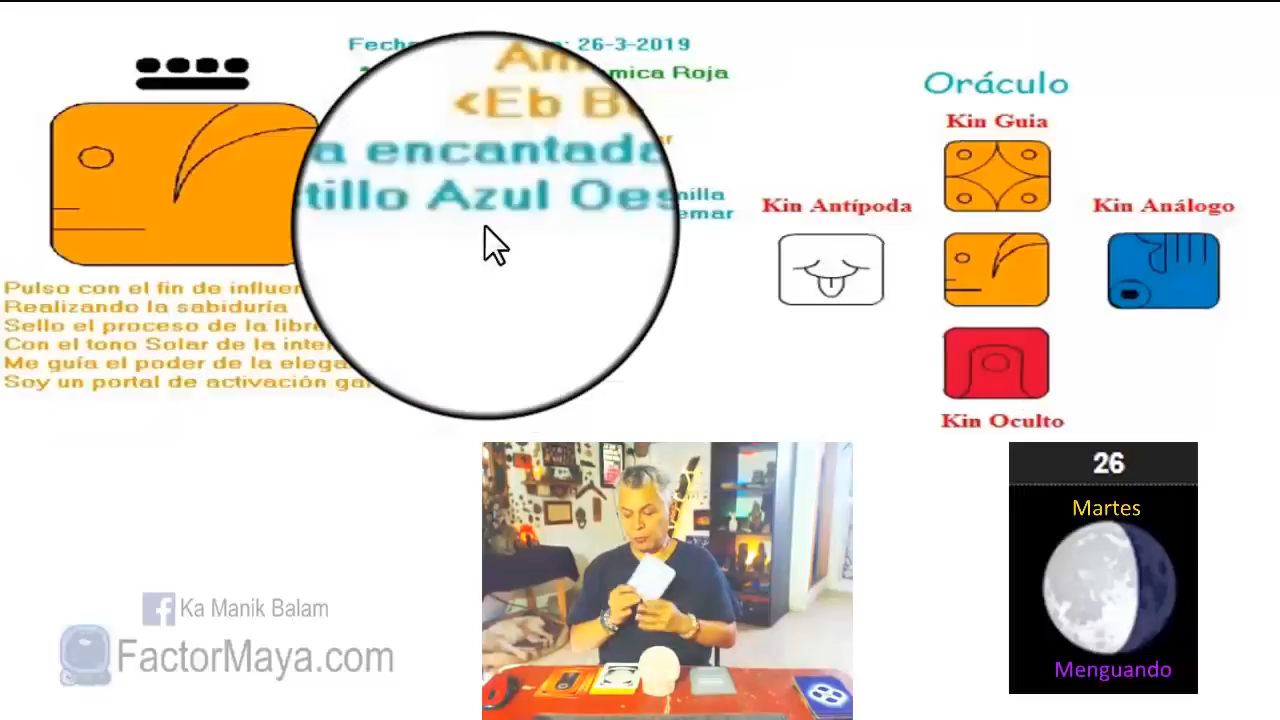 Fecha
: 26-3-2019
mica Roja
<Eb B
a encantada
tillo Azul Oes
nilla
emar
Pulso con el fin de influe
Realizando la sabiduría
Sello el proceso de la libre
Con el tono Solar de la inte
Me guía el poder de la elega
Soy un portal de activación ga
Oráculo
Kin Guia
Kin Antípoda
Kin Análogo
Kin Oculto
26
Martes
Menguando
Ka Manik Balam
FactorMaya.com